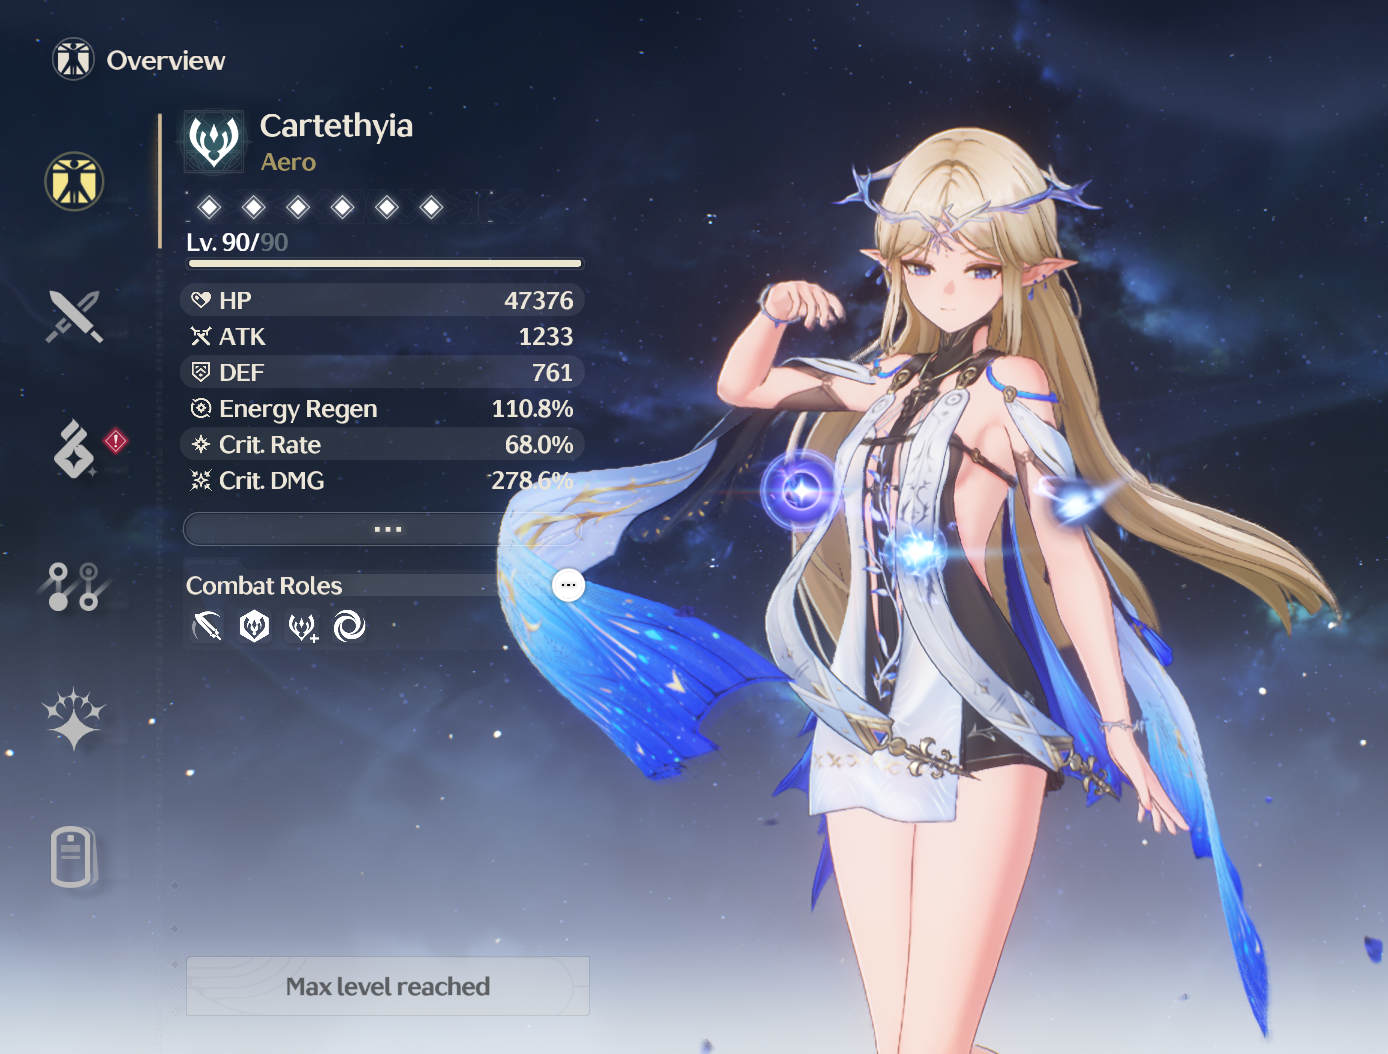 Overview
Cartethyia
Aero
Lv. 90/90
HP 47376
ATK 1233
DEF 761
Energy Regen 110.8%
Crit. Rate 68.0%
Crit. DMG 278.6%
...
Combat Roles
...
Max level reached